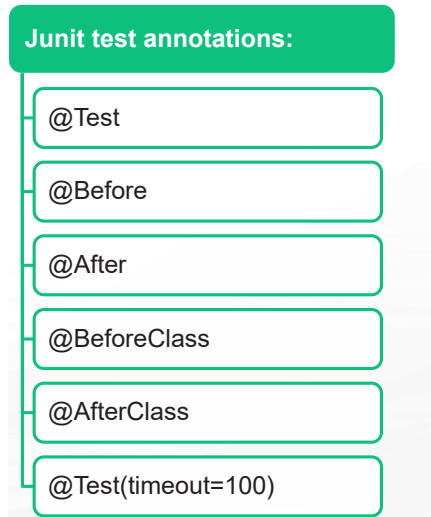 Junit test annotations:
@Test
@Before
@After
@BeforeClass
@AfterClass
@Test(timeout=100)